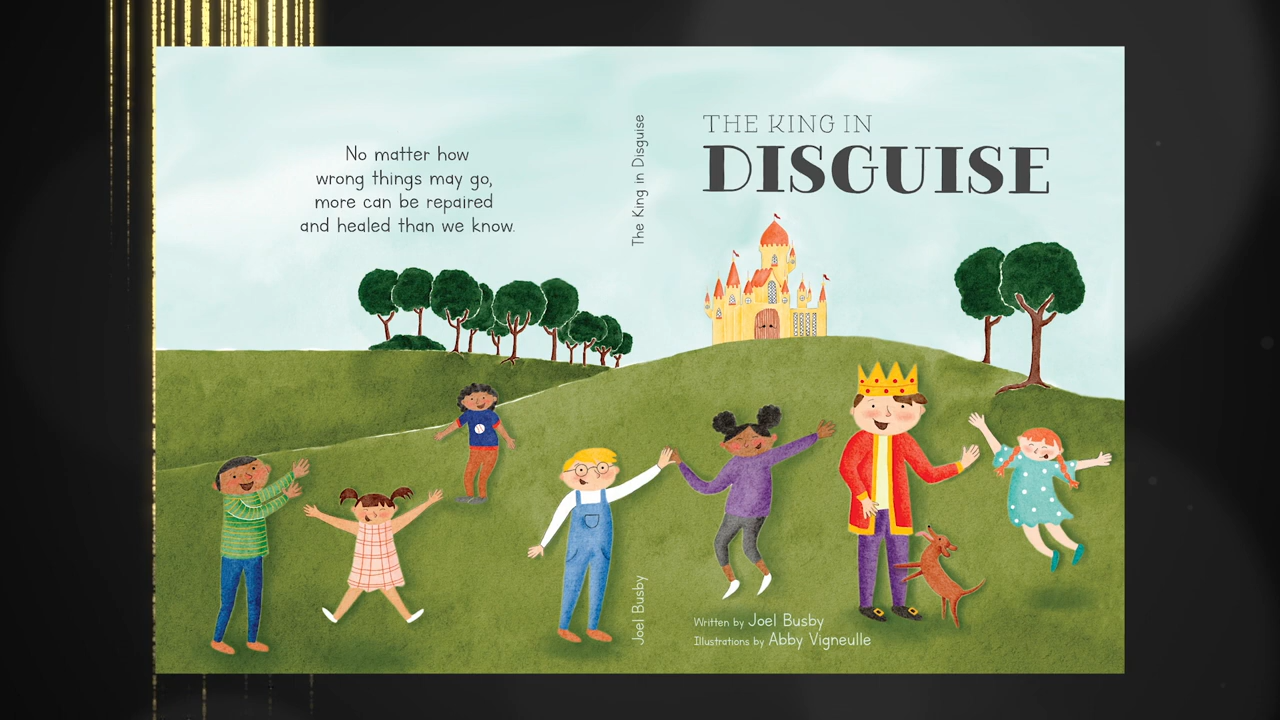 No matter how
wrong things may go,
more can be repaired
and healed than we know.
The King in Disguise
Joel Busby
THE KING IN
DISGUISE
Written by Joel Busby
Illustrations by Abby Vigneulle